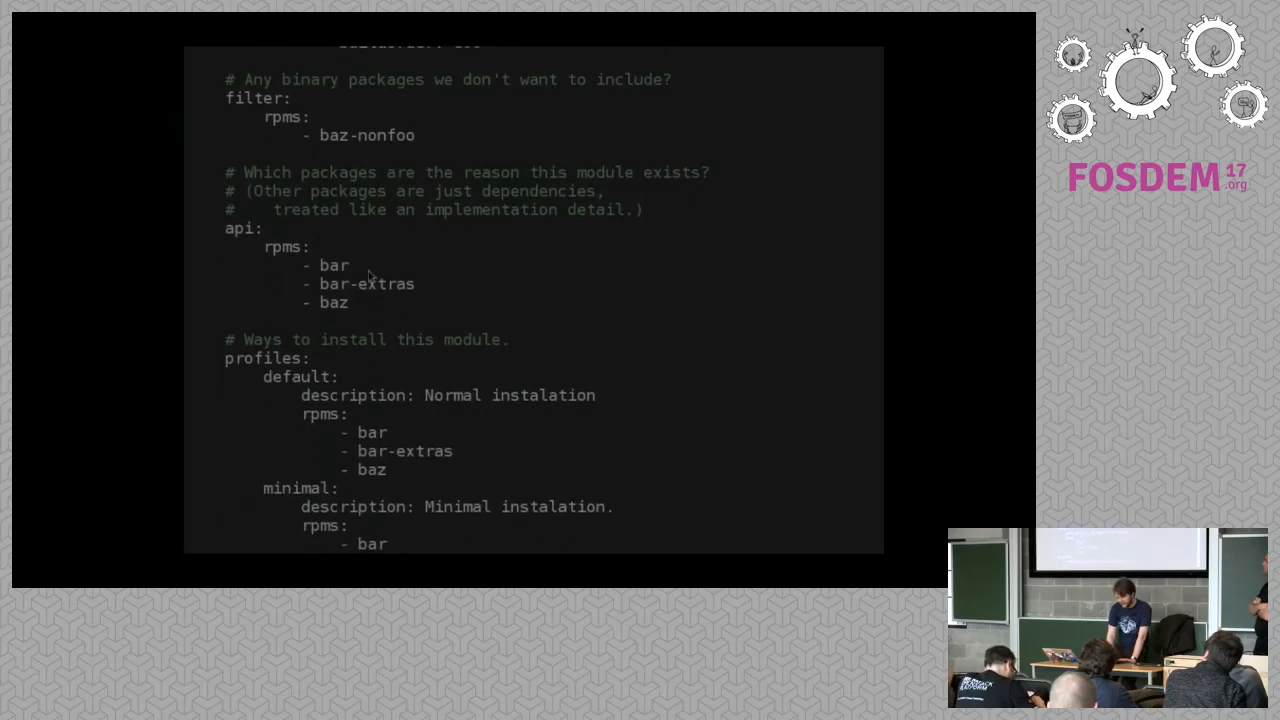 # Any binary packages we don't want to include?
filter:
rpms:
- baz-nonfoo
# Which packages are the reason this module exists?
# (Other packages are just dependencies,
#    treated like an implementation detail.)
api:
rpms:
- bar
- bar-extras
- baz
# Ways to install this module.
profiles:
default:
description: Normal instalation
rpms:
- bar
- bar-extras
- baz
minimal:
description: Minimal instalation.
rpms:
- bar
FOSDEM 17
.org